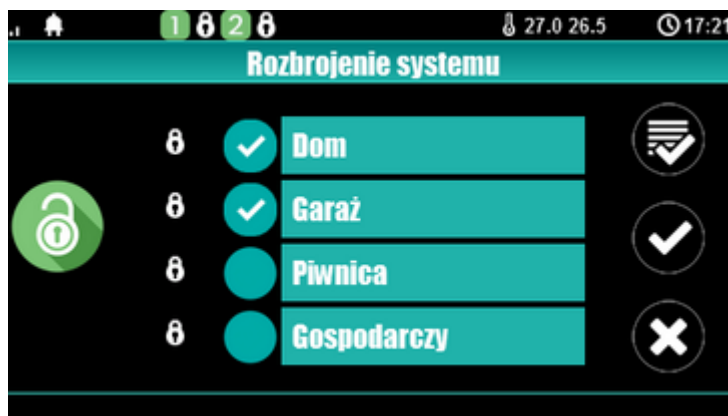 1 2 27.0 26.5 17:21
Rozbrojenie systemu
Dom
Garaż
Piwnica
Gospodarczy